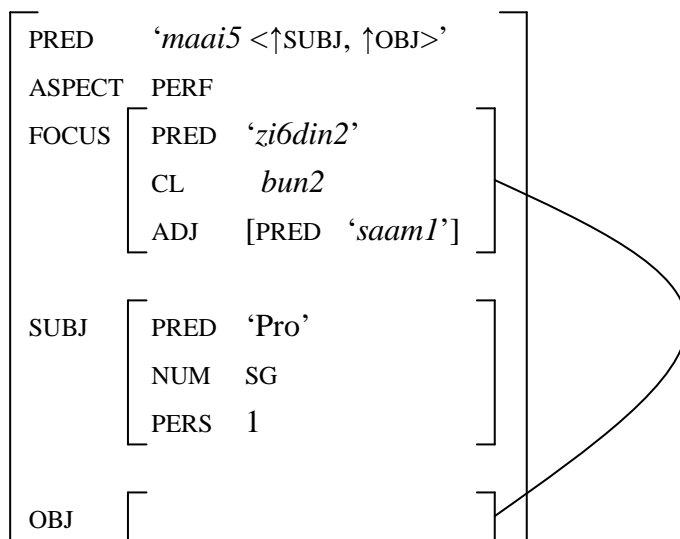 PRED ‘maai5 <↑SUBJ, ↑OBJ>’
ASPECT PERF
FOCUS PRED ‘zi6din2’
CL bun2
ADJ [PRED ‘saam1’]
SUBJ PRED ‘Pro’
NUM SG
PERS 1
OBJ